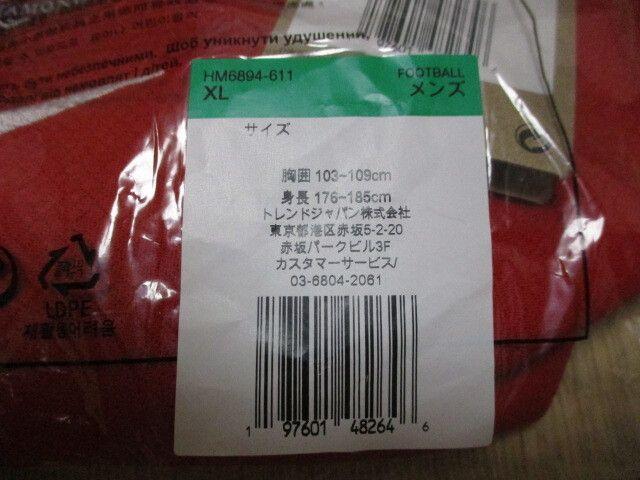 Щоб уникнути удушений,
HM6894-611
FOOTBALL
XL
メンズ
サイズ
胸囲 103~109cm
身長 176~185cm
トレンドジャパン株式会社
東京都港区赤坂5-2-20
赤坂パークビル3F
カスタマーサービス/
03-6804-2061
LDPE
1 97601 48264 6